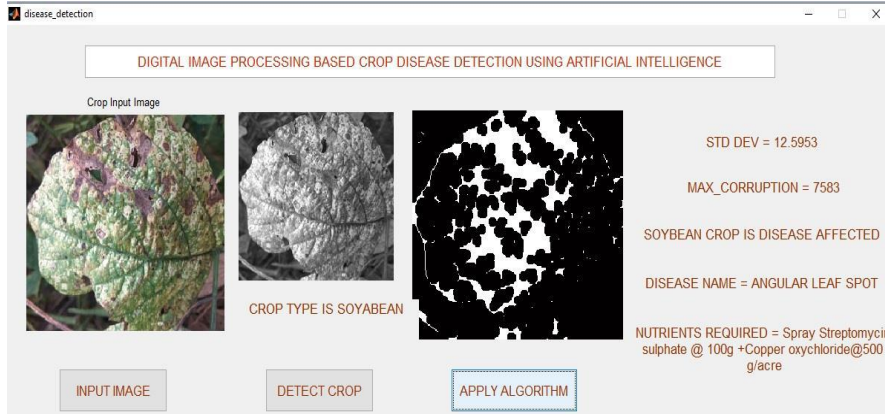 disease_detection
DIGITAL IMAGE PROCESSING BASED CROP DISEASE DETECTION USING ARTIFICIAL INTELLIGENCE
Crop Input Image
STD DEV = 12.5953
MAX_CORRUPTION = 7583
SOYBEAN CROP IS DISEASE AFFECTED
DISEASE NAME = ANGULAR LEAF SPOT
CROP TYPE IS SOYABEAN
NUTRIENTS REQUIRED = Spray Streptomycin
sulphate @ 100g +Copper oxychloride@500
g/acre
INPUT IMAGE
DETECT CROP
APPLY ALGORITHM